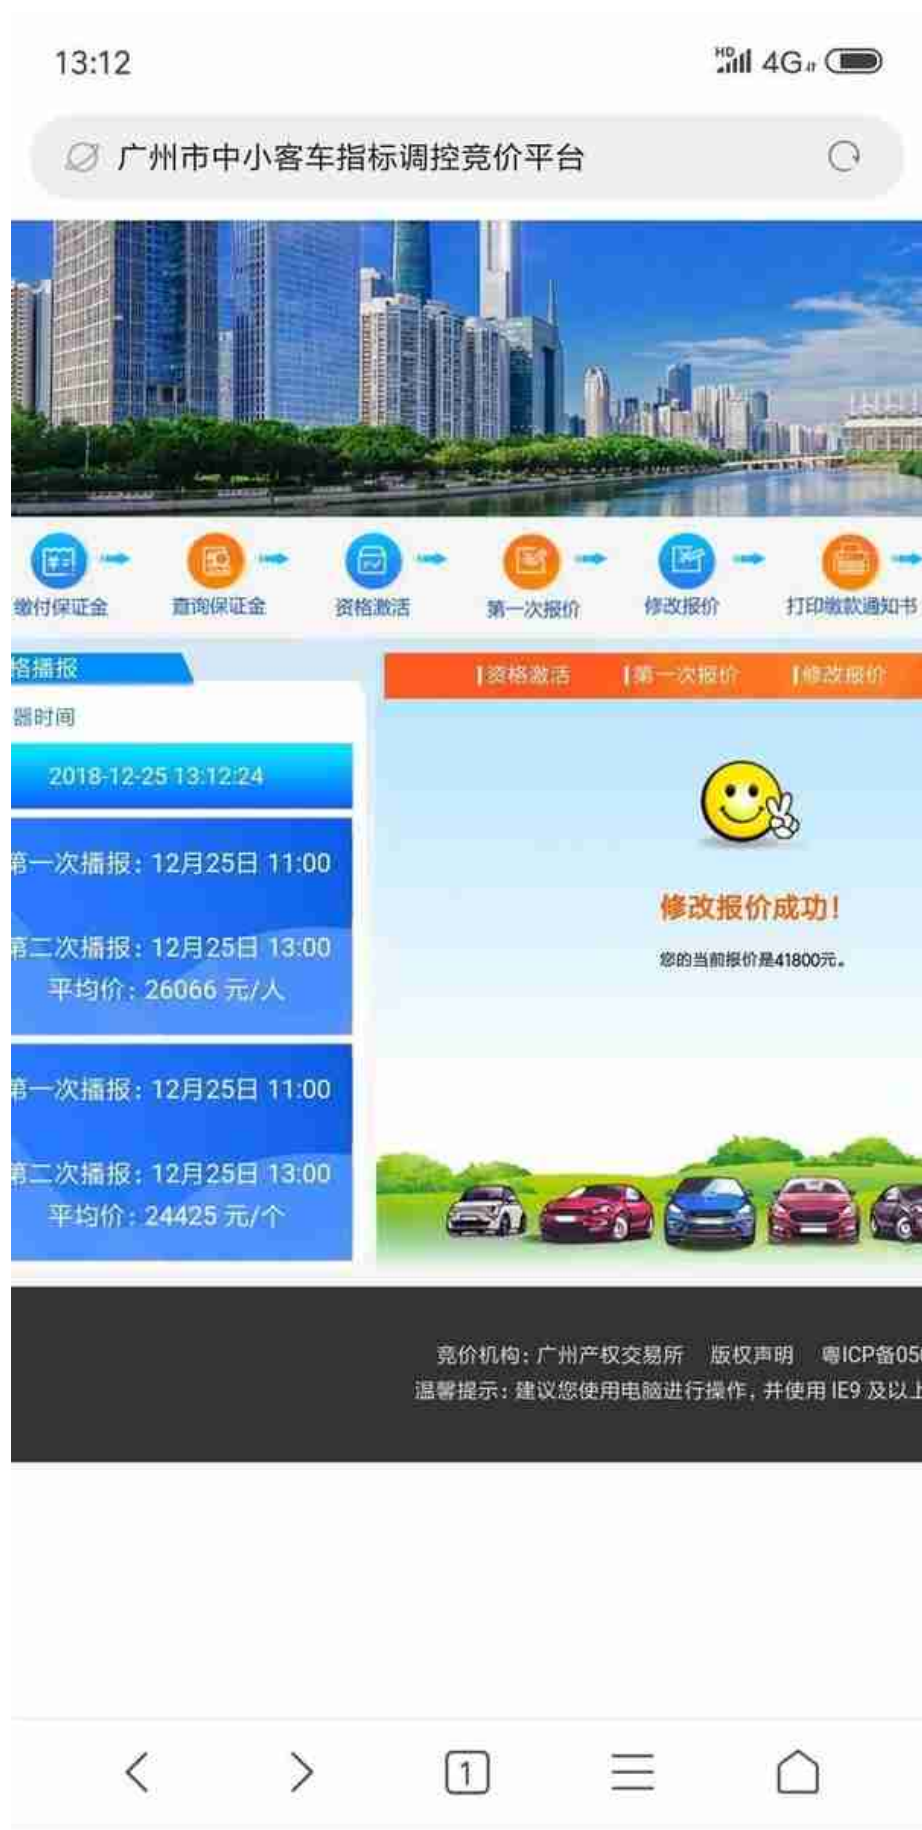 13:12
HD 4G
广州市中小客车指标调控竞价平台
缴付保证金 查询保证金 资格激活 第一次报价 修改报价 打印缴款通知书
格播报
资格激活 第一次报价 修改报价
器时间
2018-12-25 13:12:24
第一次播报：12月25日 11:00
第二次播报：12月25日 13:00
平均价：26066 元/人
修改报价成功！
您的当前报价是41800元。
第一次播报：12月25日 11:00
第二次播报：12月25日 13:00
平均价：24425 元/个
竞价机构：广州产权交易所 版权声明 粤ICP备05
温馨提示：建议您使用电脑进行操作，并使用 IE9 及以上
1